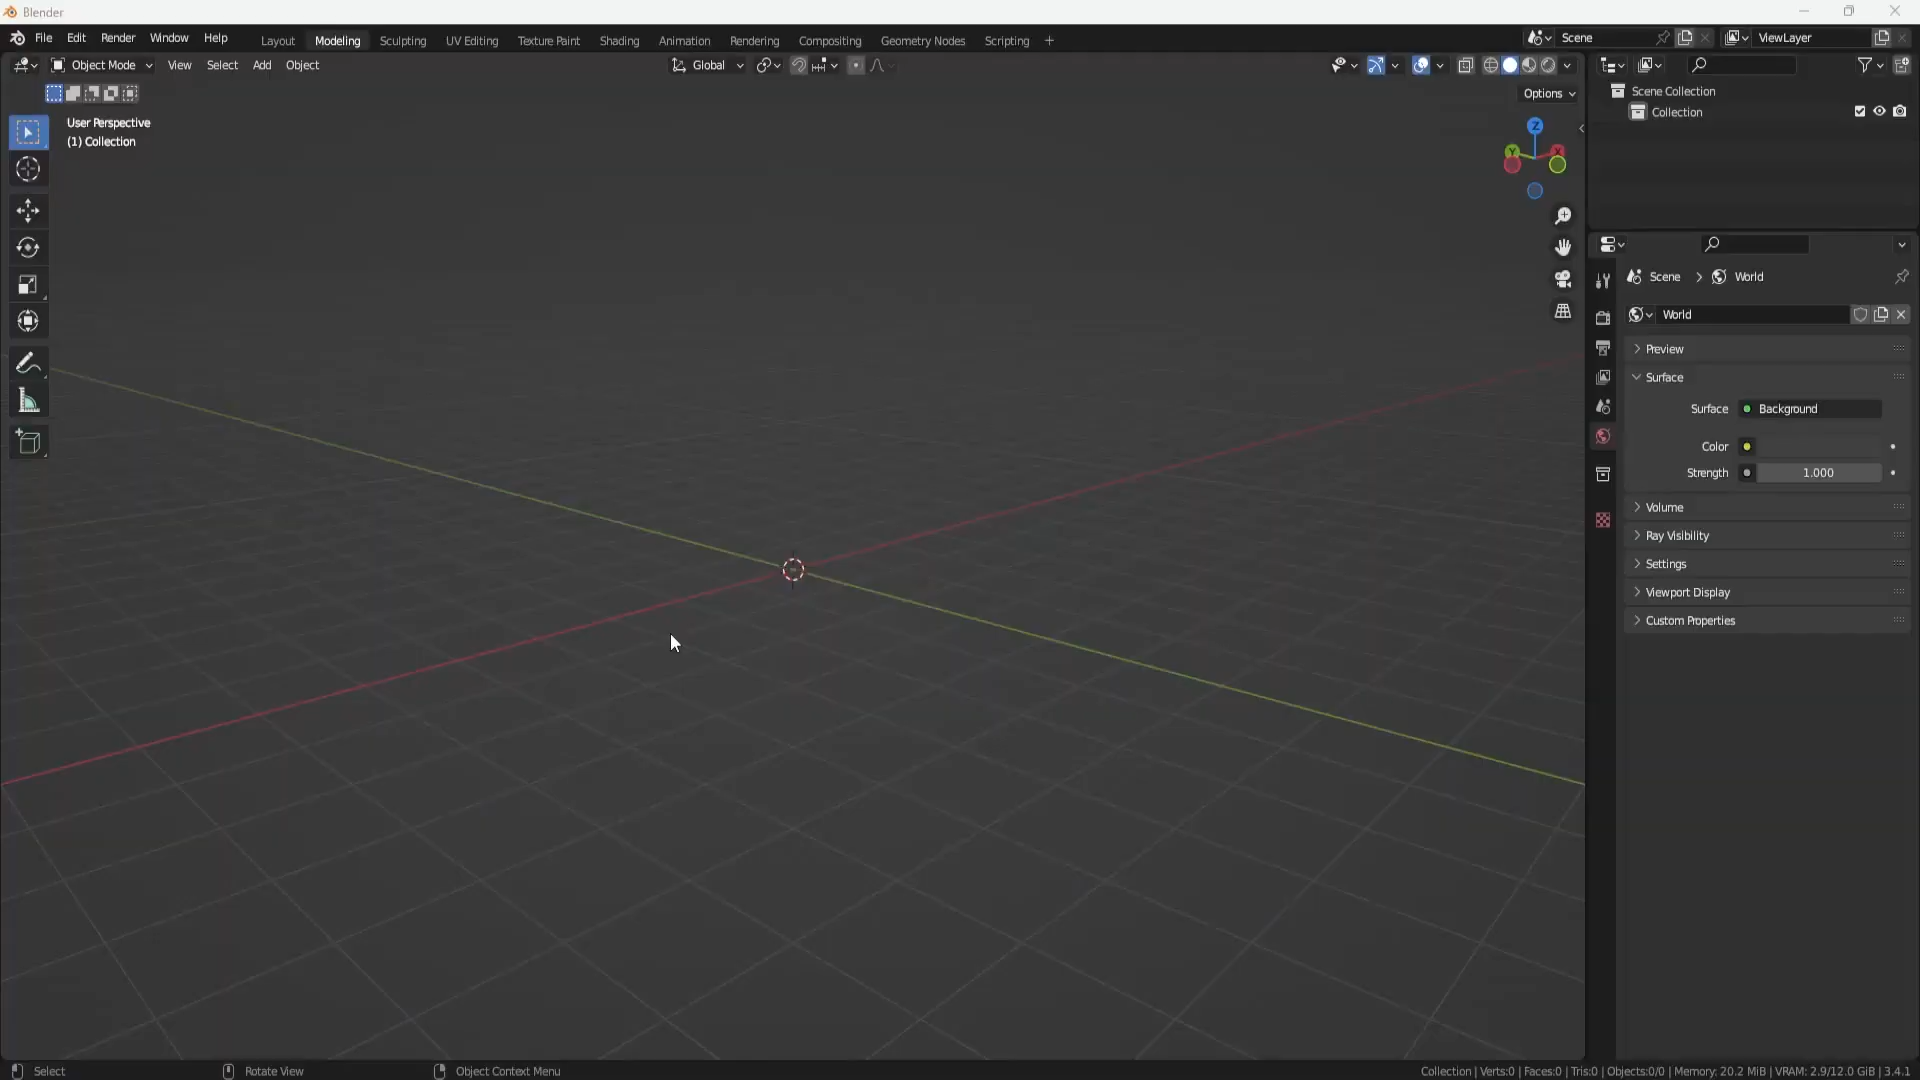 Blender
File Edit Render Window Help Layout Modeling Sculpting UV Editing Texture Paint Shading Animation Rendering Compositing Geometry Nodes Scripting + Scene ViewLayer
Object Mode View Select Add Object Global
Options
User Perspective
(1) Collection
Z
Y X
Scene Collection
Collection
Scene > World
World
Preview
Surface
Surface Background
Color
Strength 1.000
Volume
Ray Visibility
Settings
Viewport Display
Custom Properties
Select Rotate View Object Context Menu Collection | Verts:0 | Faces:0 | Tris:0 | Objects:0/0 | Memory: 20.2 MiB | VRAM: 2.9/12.0 GiB | 3.4.1